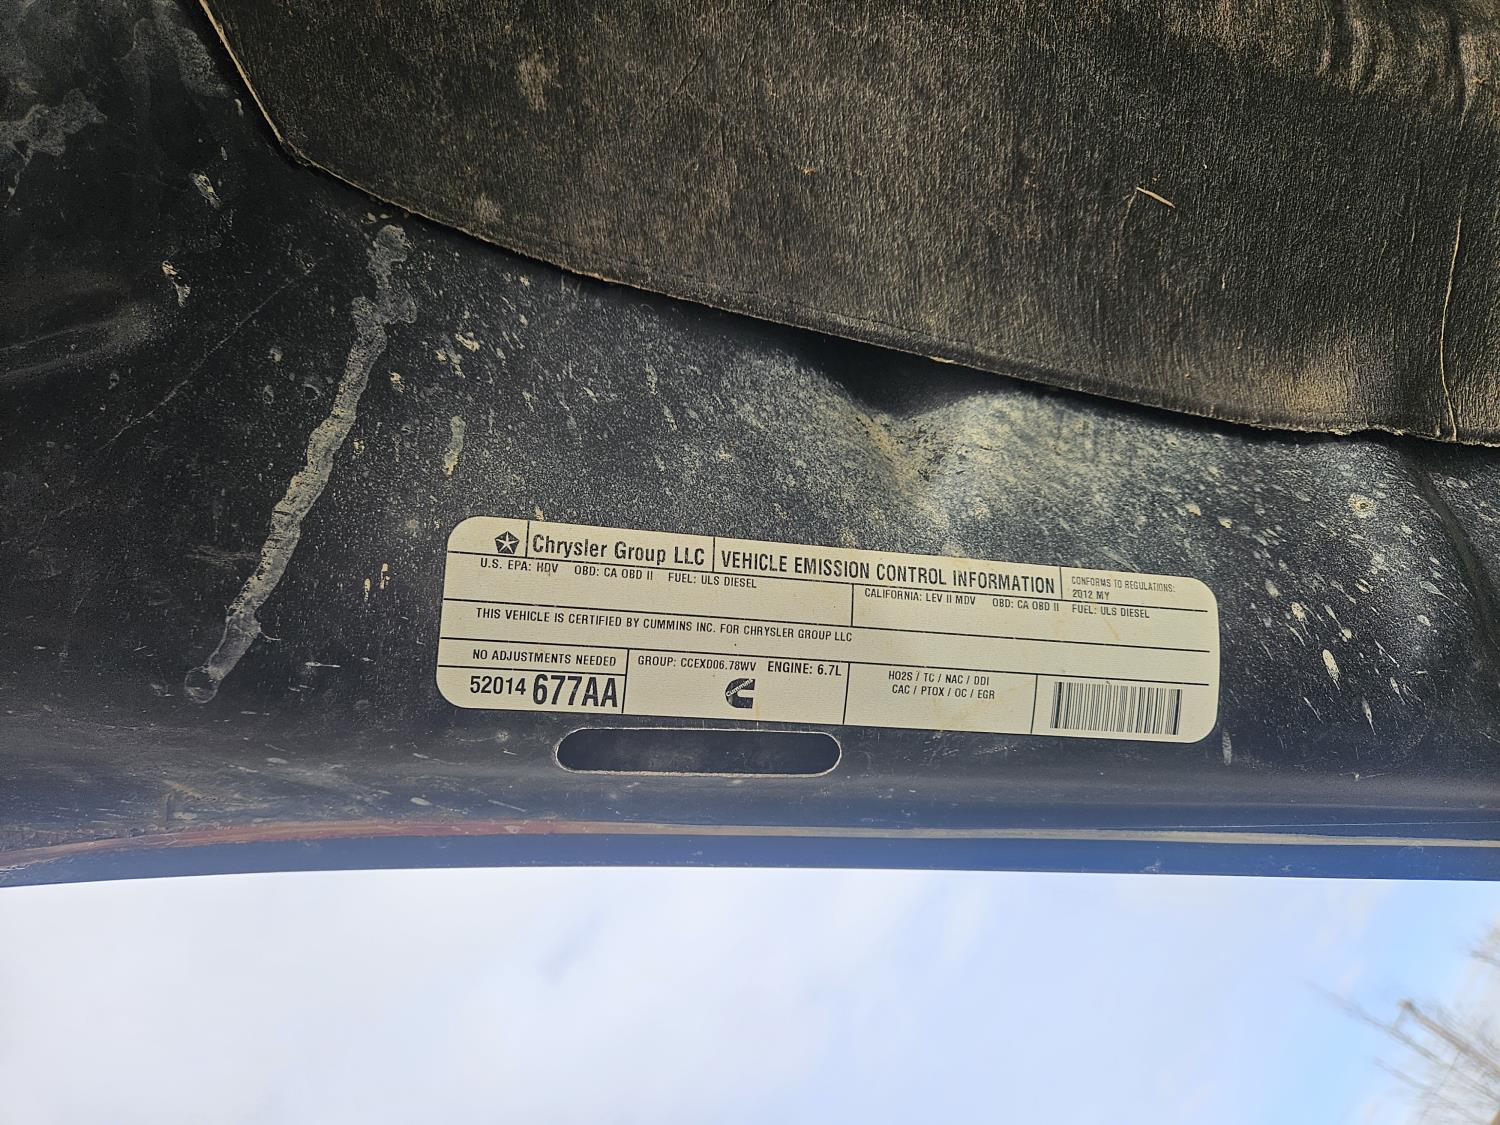 Chrysler Group LLC VEHICLE EMISSION CONTROL INFORMATION CONFORMS TO REGULATIONS:
2012 MY
U.S. EPA: HDV OBD: CA OBD II FUEL: ULS DIESEL
CALIFORNIA: LEV II MDV OBD: CA OBD II FUEL: ULS DIESEL
THIS VEHICLE IS CERTIFIED BY CUMMINS INC. FOR CHRYSLER GROUP LLC
NO ADJUSTMENTS NEEDED
52014 677AA
GROUP: CCEXD06.78WV ENGINE: 6.7L
Cummins
HO2S / TC / NAC / DDI
CAC / PTOX / OC / EGR